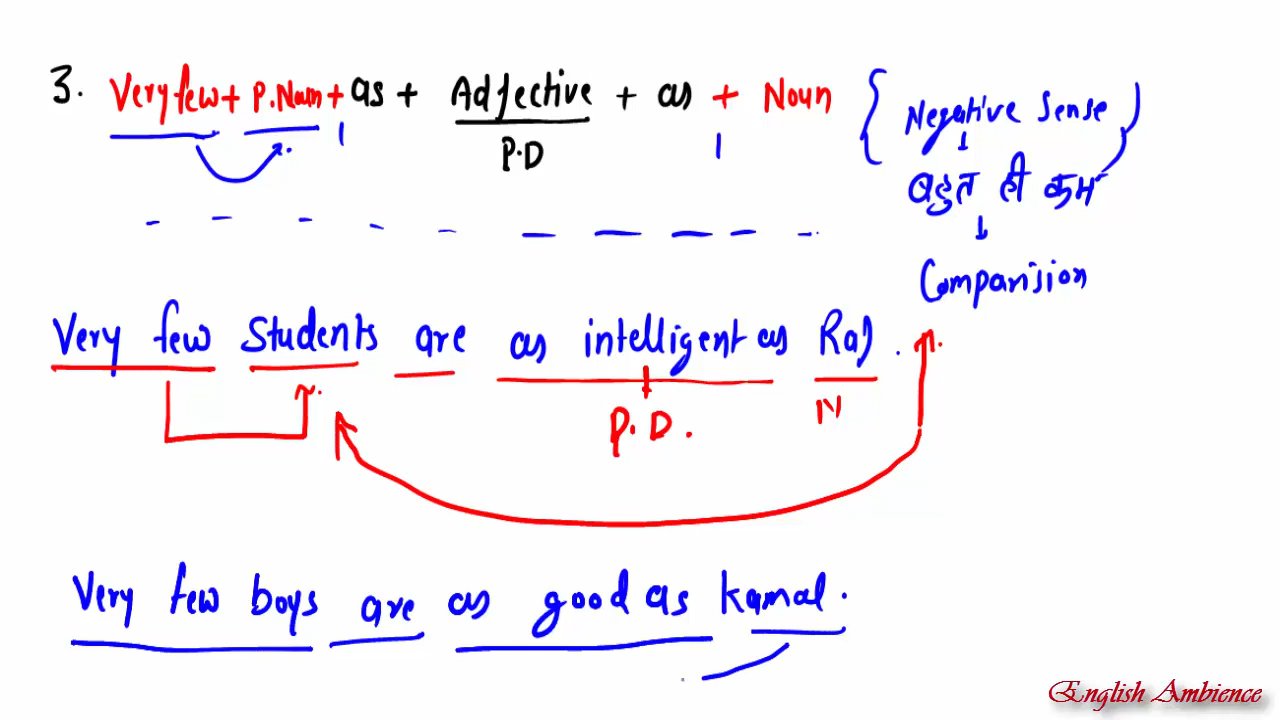 3. Very few + P. Noun + as + Adjective + as + Noun { Negative Sense }
P.D
बहुत ही कम
Comparision
Very few Students are as intelligent as Raj.
P. D. N
Very few boys are as good as kamal.
English Ambience